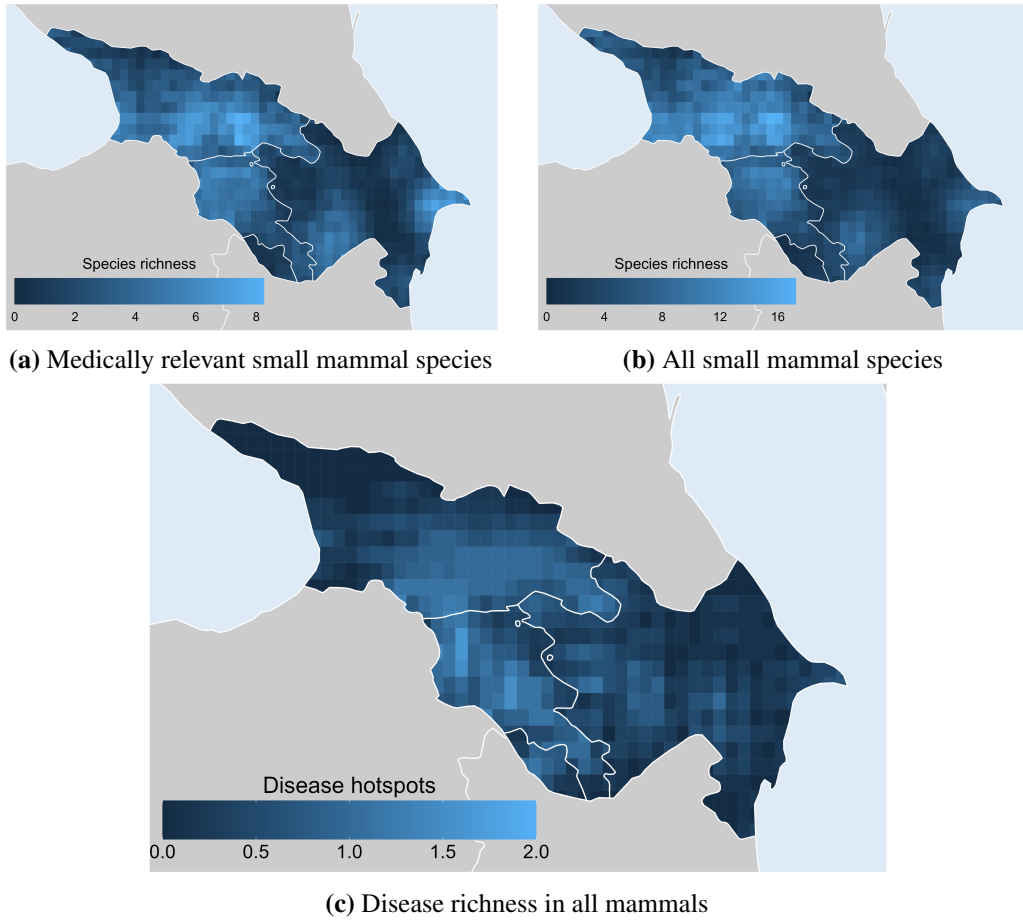 Species richness
0 2 4 6 8
Species richness
0 4 8 12 16
(a) Medically relevant small mammal species
(b) All small mammal species
Disease hotspots
0.0 0.5 1.0 1.5 2.0
(c) Disease richness in all mammals